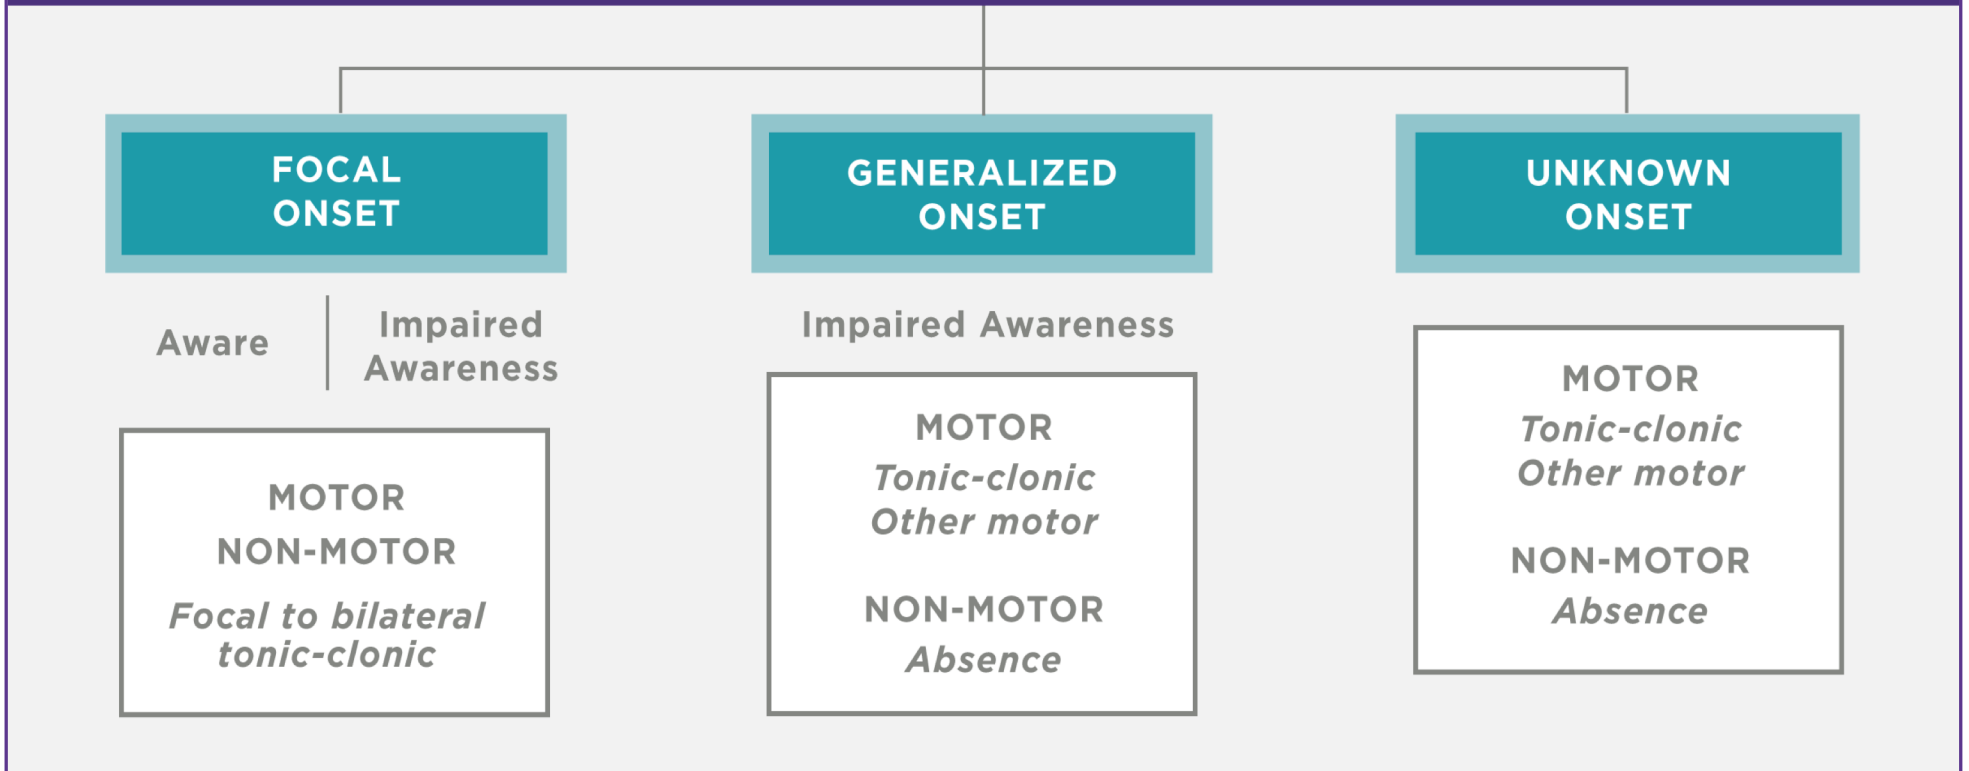 FOCAL
ONSET
Aware
Impaired
Awareness
MOTOR
NON-MOTOR
Focal to bilateral
tonic-clonic
GENERALIZED
ONSET
Impaired Awareness
MOTOR
Tonic-clonic
Other motor
NON-MOTOR
Absence
UNKNOWN
ONSET
MOTOR
Tonic-clonic
Other motor
NON-MOTOR
Absence